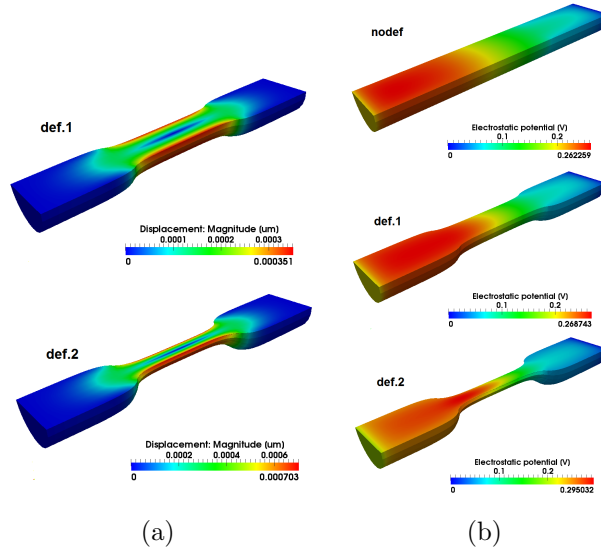 def.1
Displacement: Magnitude (um)
0.0001 0.0002 0.0003
0 0.000351
def.2
Displacement: Magnitude (um)
0.0002 0.0004 0.0006
0 0.000703
(a)
nodef
Electrostatic potential (V)
0.1 0.2
0 0.262259
def.1
Electrostatic potential (V)
0.1 0.2
0 0.268743
def.2
Electrostatic potential (V)
0.1 0.2
0 0.295032
(b)